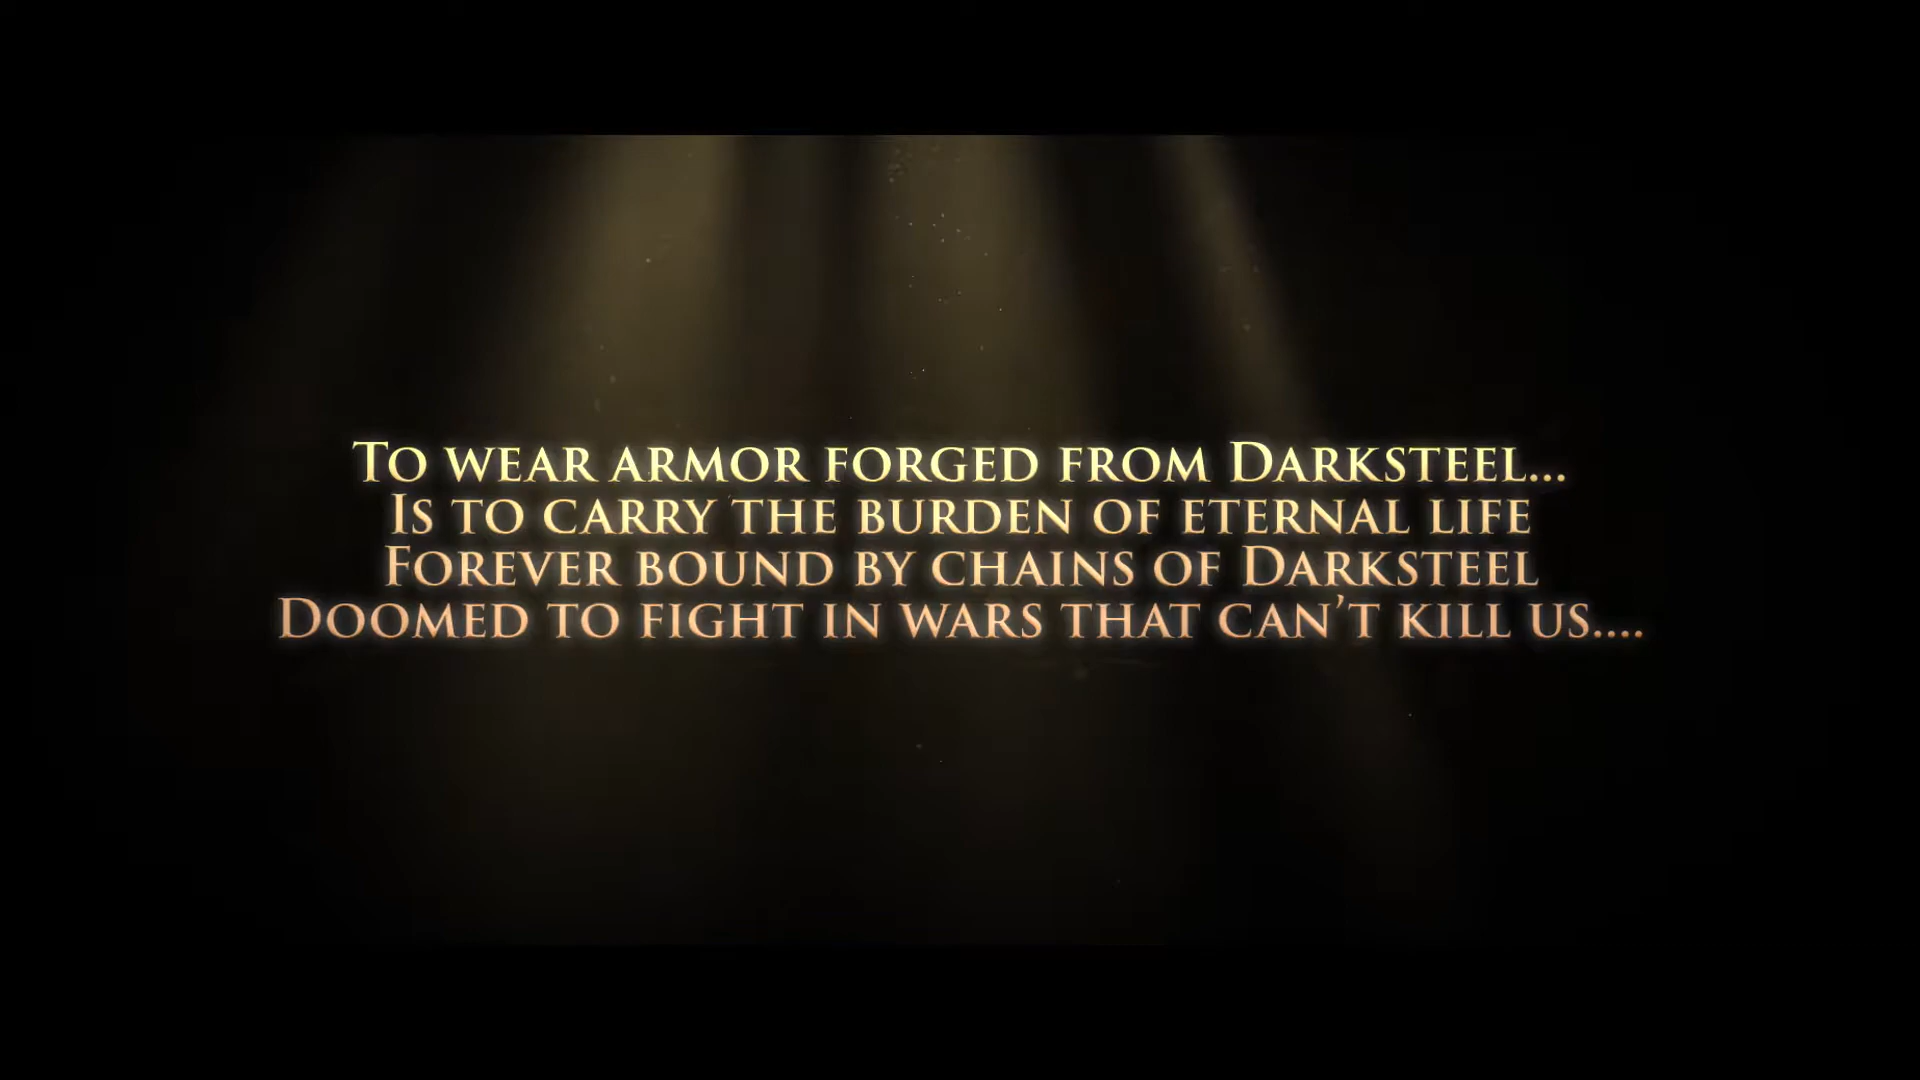 To wear armor forged from Darksteel...
Is to carry the burden of eternal life
Forever bound by chains of Darksteel
Doomed to fight in wars that can’t kill us....